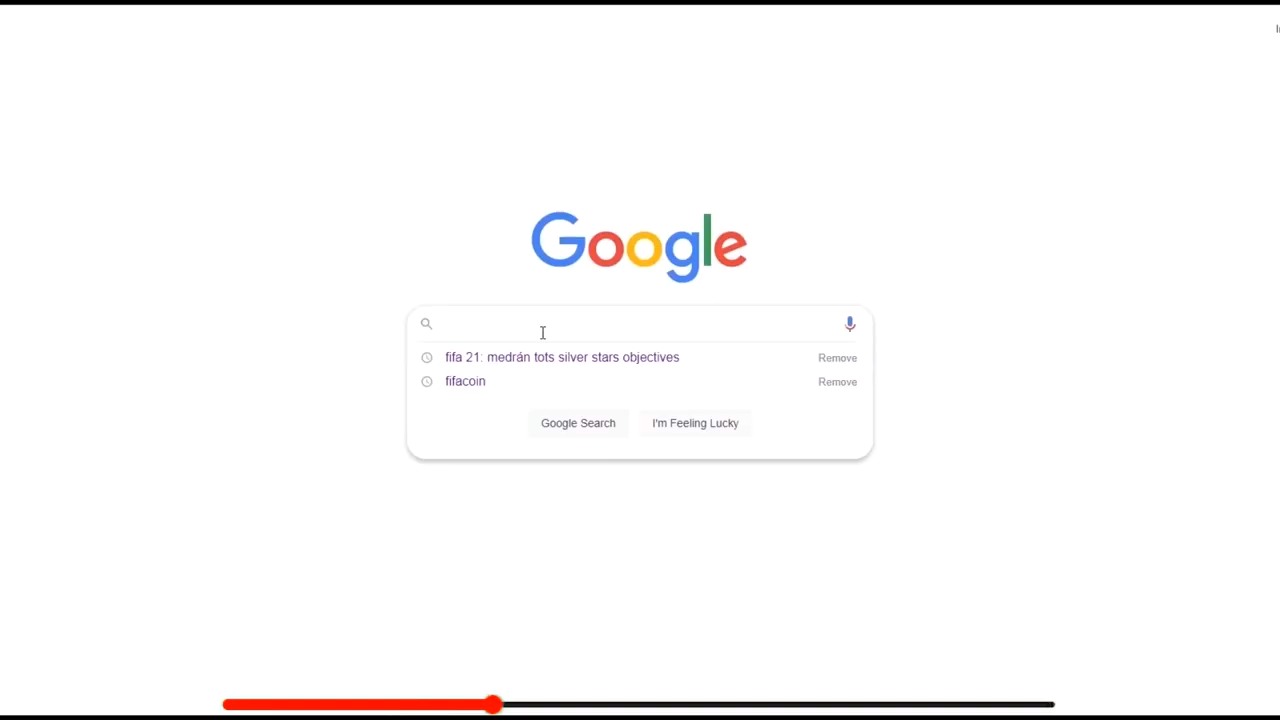 Google
fifa 21: medrán tots silver stars objectives
Remove
fifacoin
Remove
Google Search
I'm Feeling Lucky